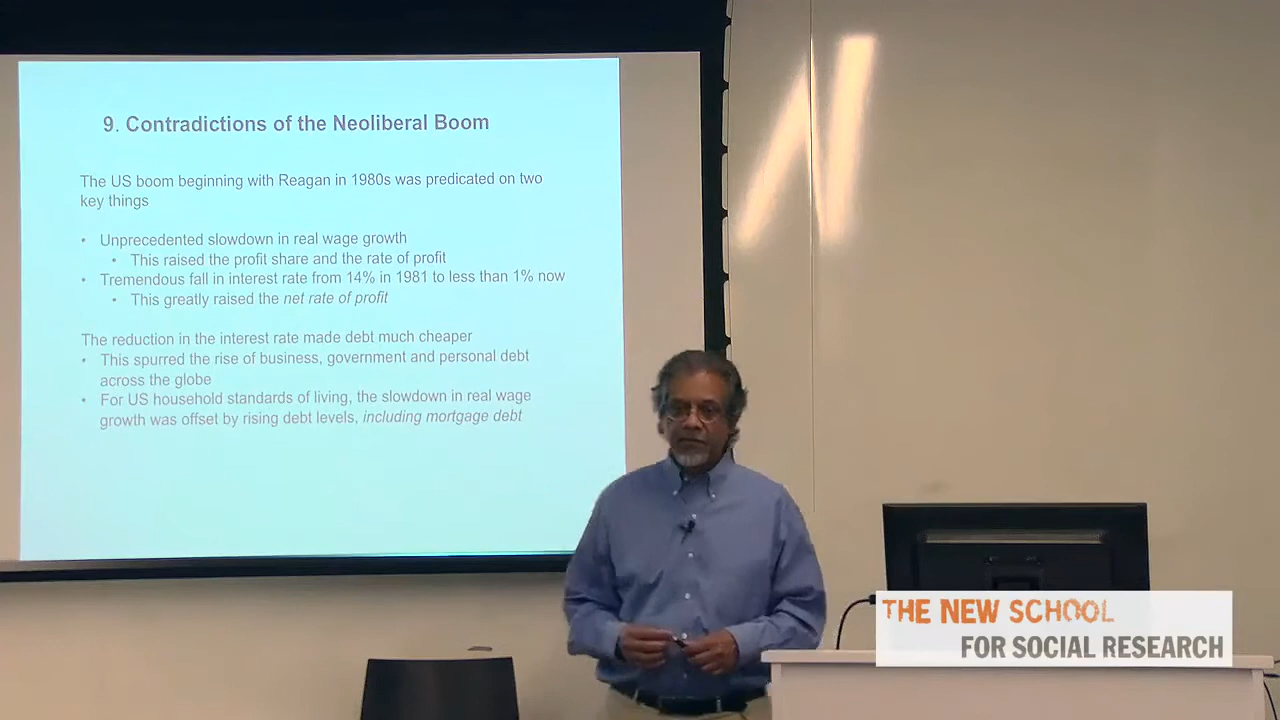 9. Contradictions of the Neoliberal Boom
The US boom beginning with Reagan in 1980s was predicated on two
key things
• Unprecedented slowdown in real wage growth
• This raised the profit share and the rate of profit
• Tremendous fall in interest rate from 14% in 1981 to less than 1% now
• This greatly raised the net rate of profit
The reduction in the interest rate made debt much cheaper
• This spurred the rise of business, government and personal debt
across the globe
• For US household standards of living, the slowdown in real wage
growth was offset by rising debt levels, including mortgage debt
THE NEW SCHOOL
FOR SOCIAL RESEARCH